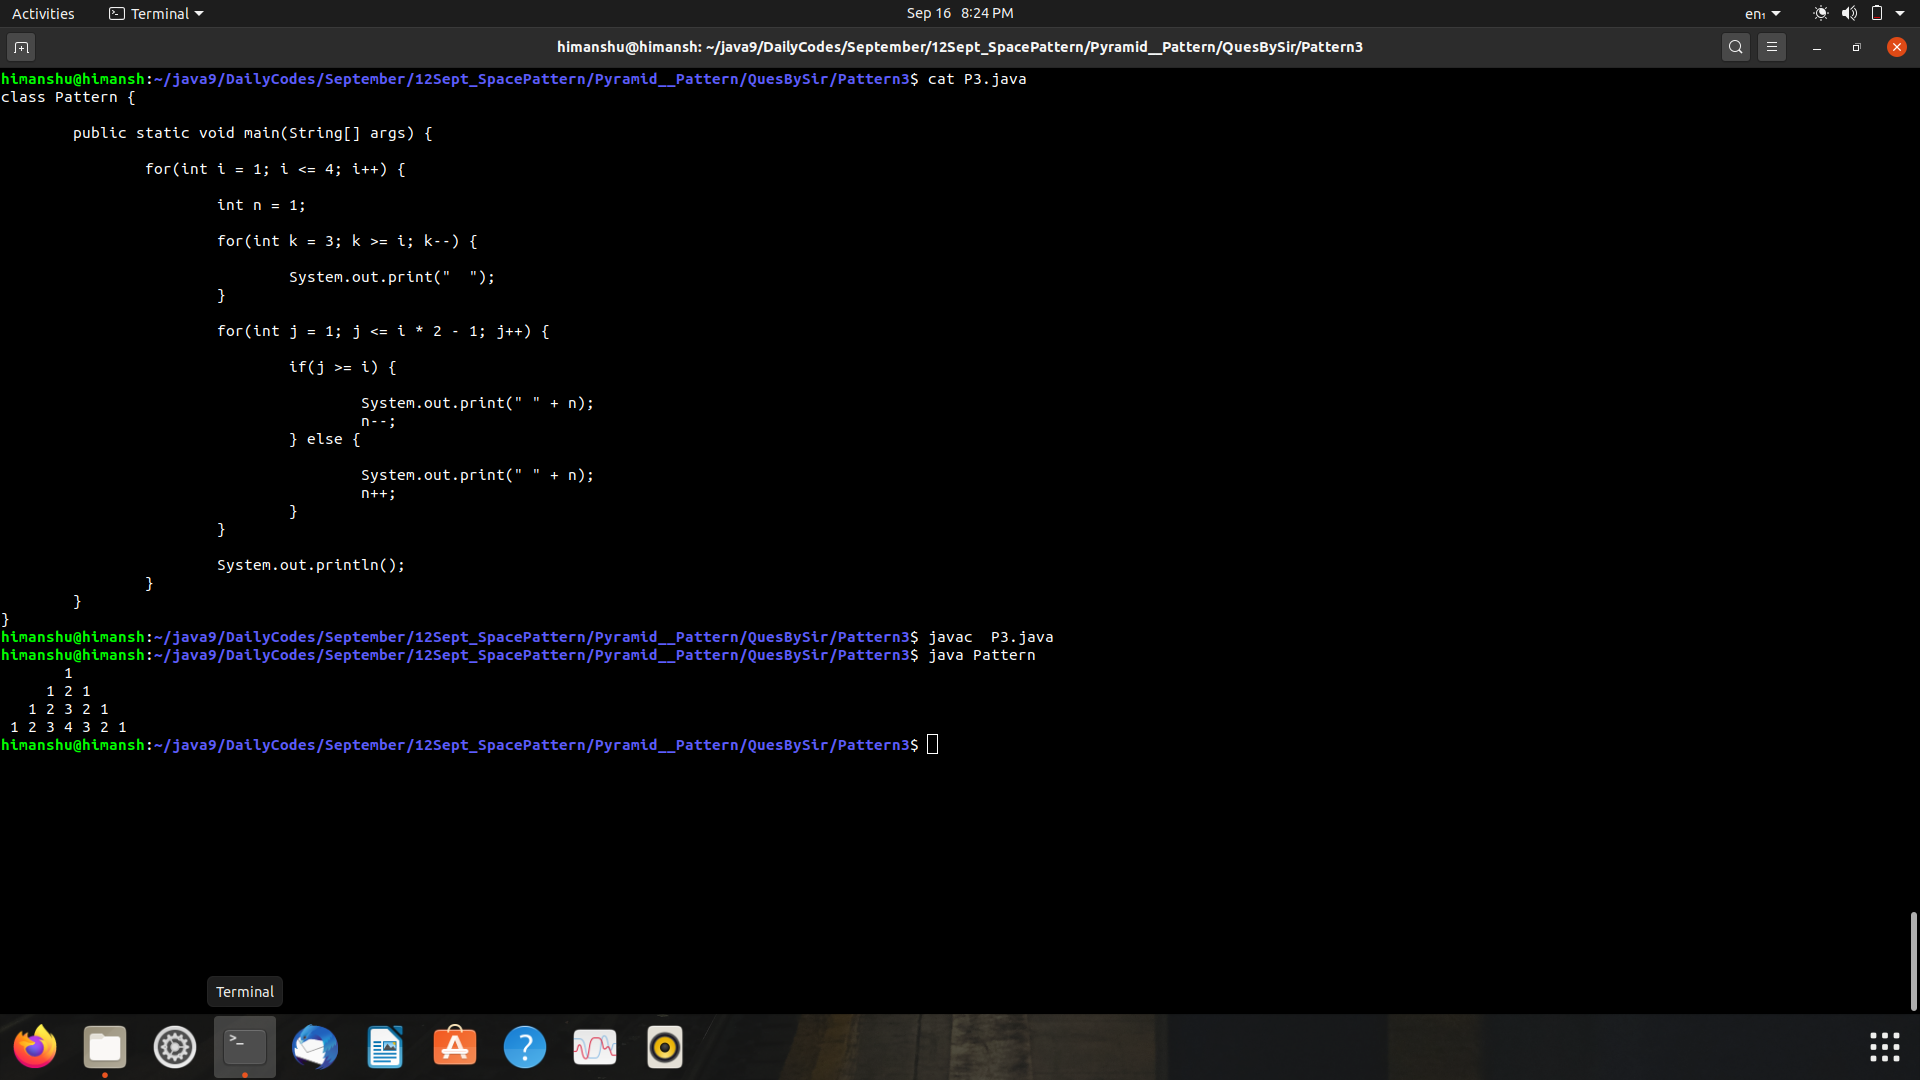 Activities Terminal Sep 16 8:24 PM en₁
himanshu@himansh: ~/java9/DailyCodes/September/12Sept_SpacePattern/Pyramid__Pattern/QuesBySir/Pattern3
himanshu@himansh:~/java9/DailyCodes/September/12Sept_SpacePattern/Pyramid__Pattern/QuesBySir/Pattern3$ cat P3.java
class Pattern {
        public static void main(String[] args) {
                for(int i = 1; i <= 4; i++) {
                        int n = 1;
                        for(int k = 3; k >= i; k--) {
                                System.out.print("  ");
                        }
                        for(int j = 1; j <= i * 2 - 1; j++) {
                                if(j >= i) {
                                        System.out.print(" " + n);
                                        n--;
                                } else {
                                        System.out.print(" " + n);
                                        n++;
                                }
                        }
                        System.out.println();
                }
        }
}
himanshu@himansh:~/java9/DailyCodes/September/12Sept_SpacePattern/Pyramid__Pattern/QuesBySir/Pattern3$ javac  P3.java
himanshu@himansh:~/java9/DailyCodes/September/12Sept_SpacePattern/Pyramid__Pattern/QuesBySir/Pattern3$ java Pattern
       1
     1 2 1
   1 2 3 2 1
 1 2 3 4 3 2 1
himanshu@himansh:~/java9/DailyCodes/September/12Sept_SpacePattern/Pyramid__Pattern/QuesBySir/Pattern3$
Terminal